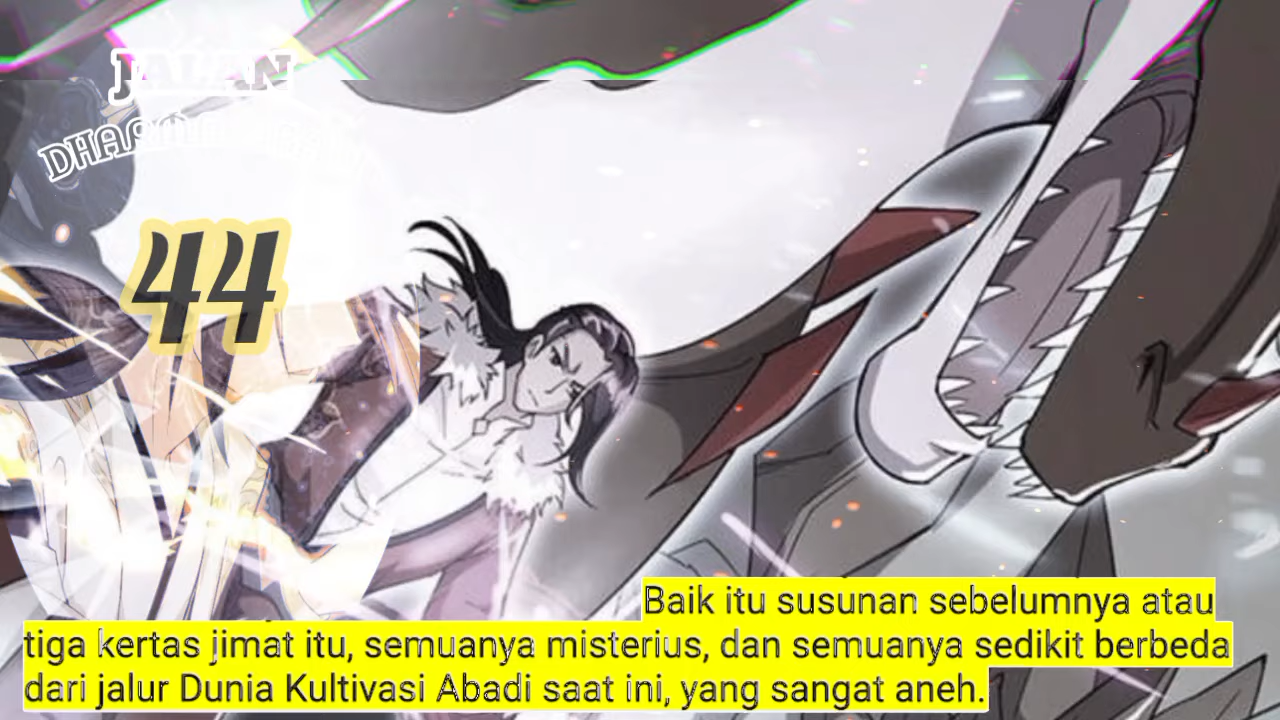 JALAN
44
Baik itu susunan sebelumnya atau
tiga kertas jimat itu, semuanya misterius, dan semuanya sedikit berbeda
dari jalur Dunia Kultivasi Abadi saat ini, yang sangat aneh.